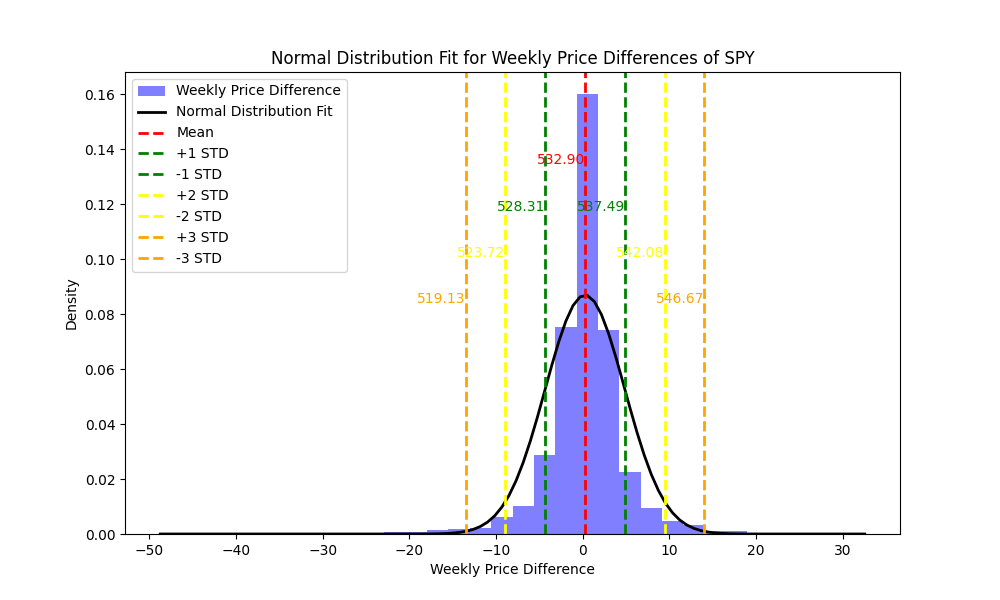 Normal Distribution Fit for Weekly Price Differences of SPY
Weekly Price Difference
Normal Distribution Fit
Mean
+1 STD
-1 STD
+2 STD
-2 STD
+3 STD
-3 STD
532.90
528.31
537.49
523.72
542.08
519.13
546.67
Density
0.16
0.14
0.12
0.10
0.08
0.06
0.04
0.02
0.00
−50
−40
−30
−20
−10
0
10
20
30
Weekly Price Difference